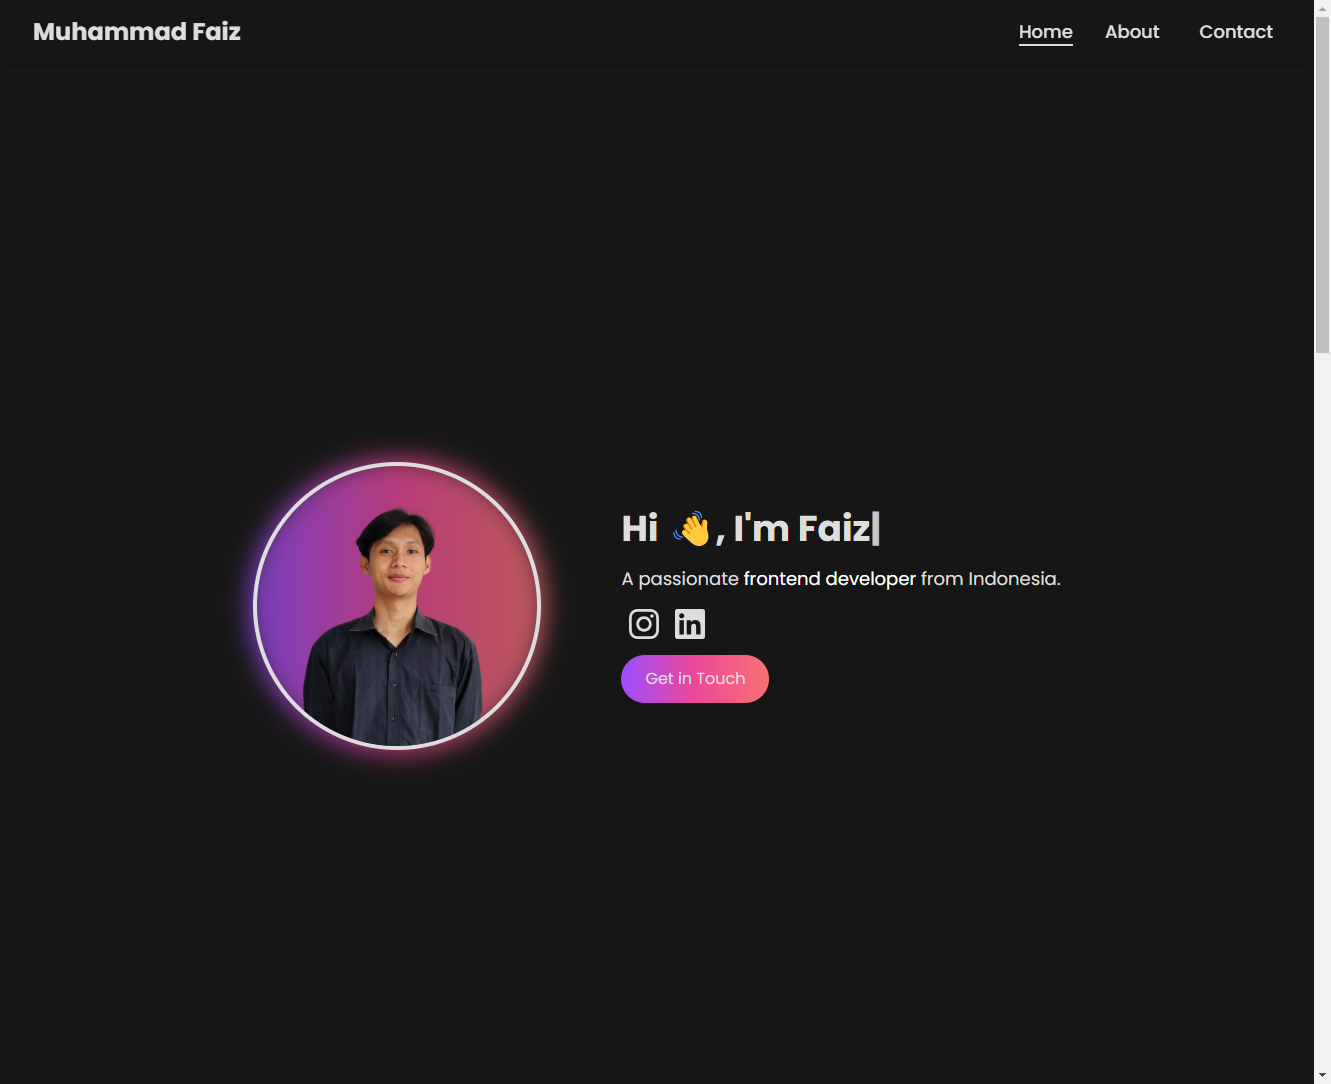 Muhammad Faiz
Home About Contact
Hi 👋, I'm Faiz|
A passionate frontend developer from Indonesia.
in
Get in Touch